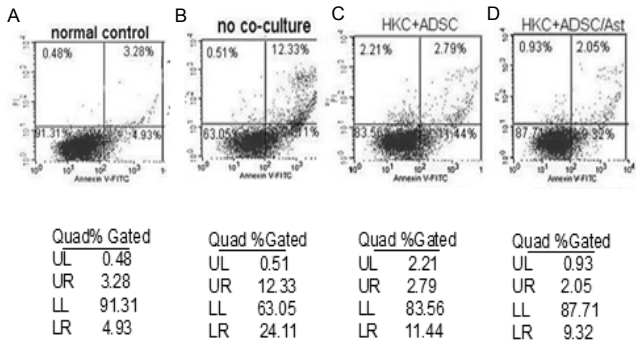 A B C D
normal control no co-culture HKC+ADSC HKC+ADSC/Ast
0.48% 3.28% 0.51% 12.33% 2.21% 2.79% 0.93% 2.05%
91.31% 4.93% 63.05% 11.44% 9.32%
Annexin V-FITC Annexin V-FITC Annexin V-FITC Annexin V-FITC
Quad% Gated Quad %Gated Quad %Gated Quad %Gated
UL 0.48 UL 0.51 UL 2.21 UL 0.93
UR 3.28 UR 12.33 UR 2.79 UR 2.05
LL 91.31 LL 63.05 LL 83.56 LL 87.71
LR 4.93 LR 24.11 LR 11.44 LR 9.32